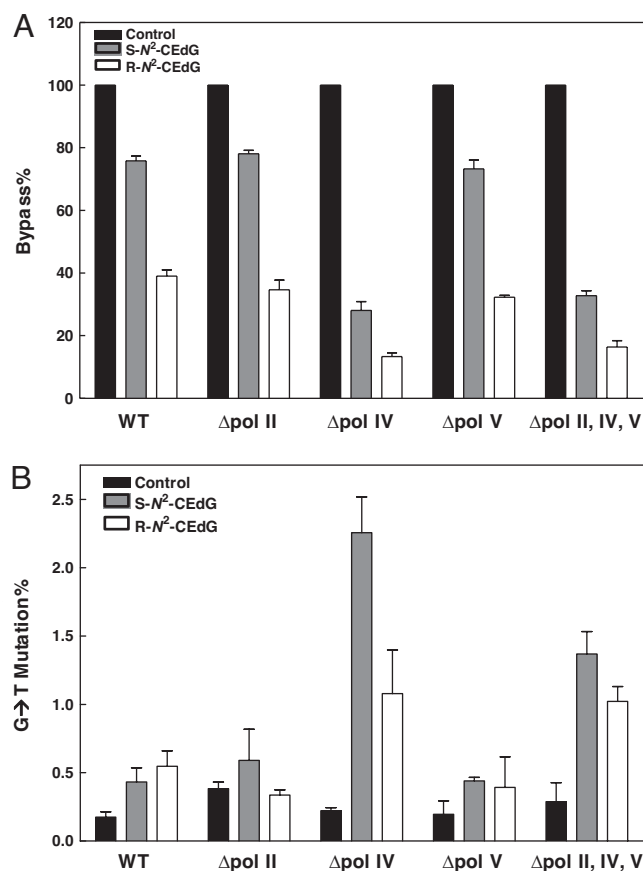 A
Control
S-N²-CEdG
R-N²-CEdG
120
100
80
60
40
20
0
Bypass%
WT Δpol II Δpol IV Δpol V Δpol II, IV, V
B
Control
S-N²-CEdG
R-N²-CEdG
2.5
2.0
1.5
1.0
0.5
0.0
G→T Mutation%
WT Δpol II Δpol IV Δpol V Δpol II, IV, V